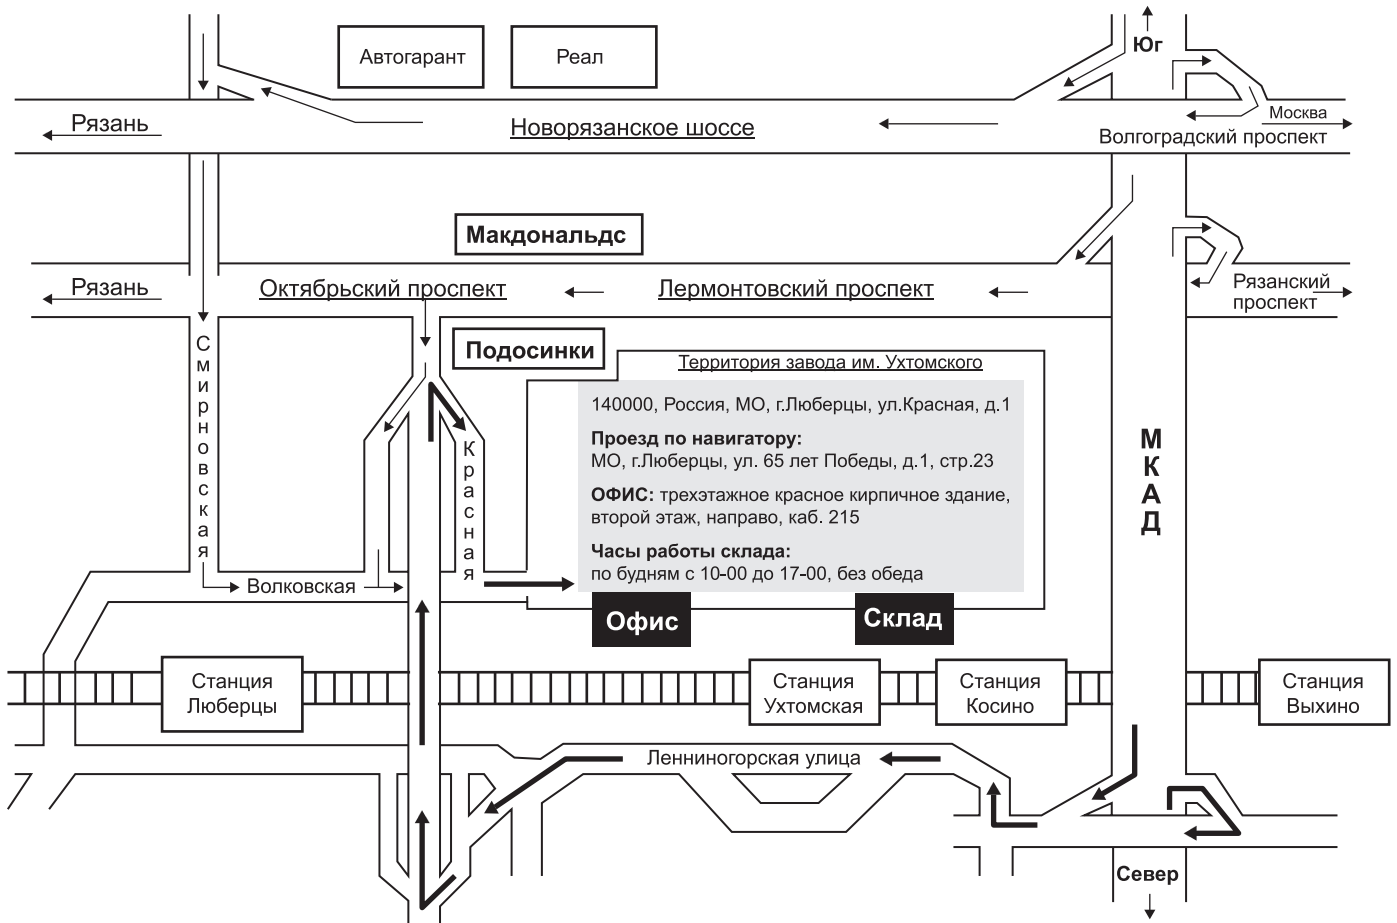 Автогарант
Реал
Юг
Рязань
Новорязанское шоссе
Москва
Волгоградский проспект
Макдональдс
Рязань
Октябрьский проспект
Лермонтовский проспект
Рязанский
проспект
Смирновская
Подосинки
Территория завода им. Ухтомского
140000, Россия, МО, г.Люберцы, ул.Красная, д.1
Проезд по навигатору:
МО, г.Люберцы, ул. 65 лет Победы, д.1, стр.23
ОФИС: трехэтажное красное кирпичное здание,
второй этаж, направо, каб. 215
Часы работы склада:
по будням с 10-00 до 17-00, без обеда
Красная
МКАД
Волковская
Офис
Склад
Станция
Люберцы
Станция
Ухтомская
Станция
Косино
Станция
Выхино
Ленниногорская улица
Север